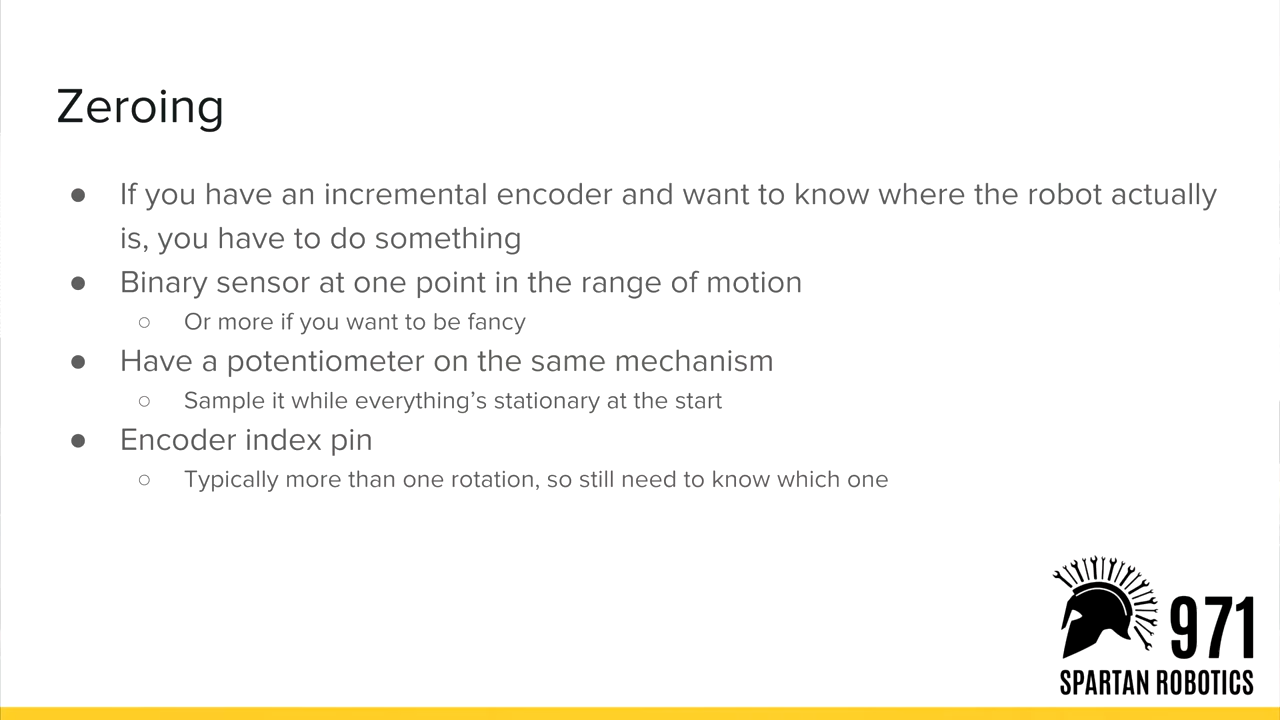 Zeroing
● If you have an incremental encoder and want to know where the robot actually
is, you have to do something
● Binary sensor at one point in the range of motion
○ Or more if you want to be fancy
● Have a potentiometer on the same mechanism
○ Sample it while everything’s stationary at the start
● Encoder index pin
○ Typically more than one rotation, so still need to know which one
971
SPARTAN ROBOTICS